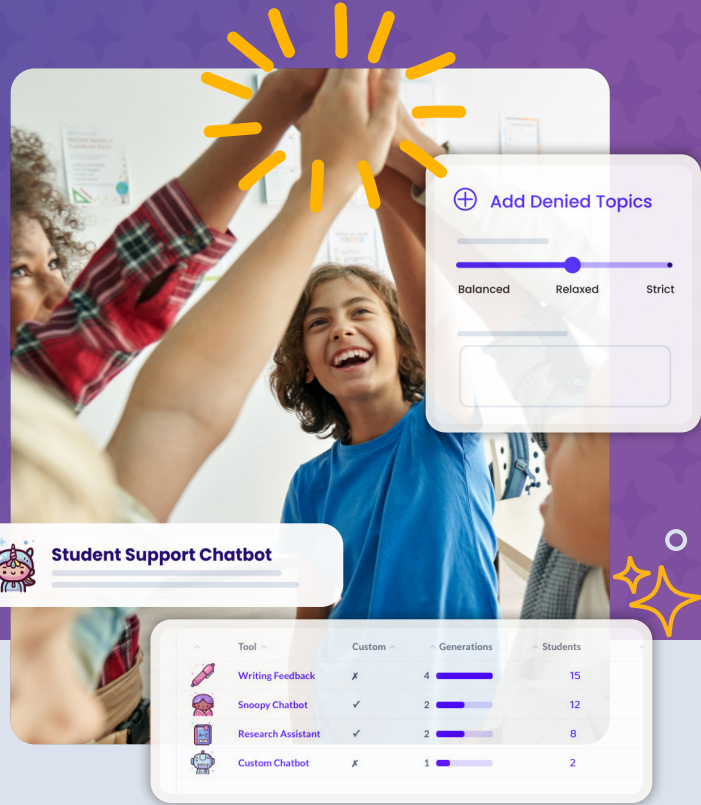 Add Denied Topics
Balanced Relaxed Strict
Student Support Chatbot
Tool Custom Generations Students
Writing Feedback ✗ 4 15
Snoopy Chatbot ✓ 2 12
Research Assistant ✓ 2 8
Custom Chatbot ✗ 1 2